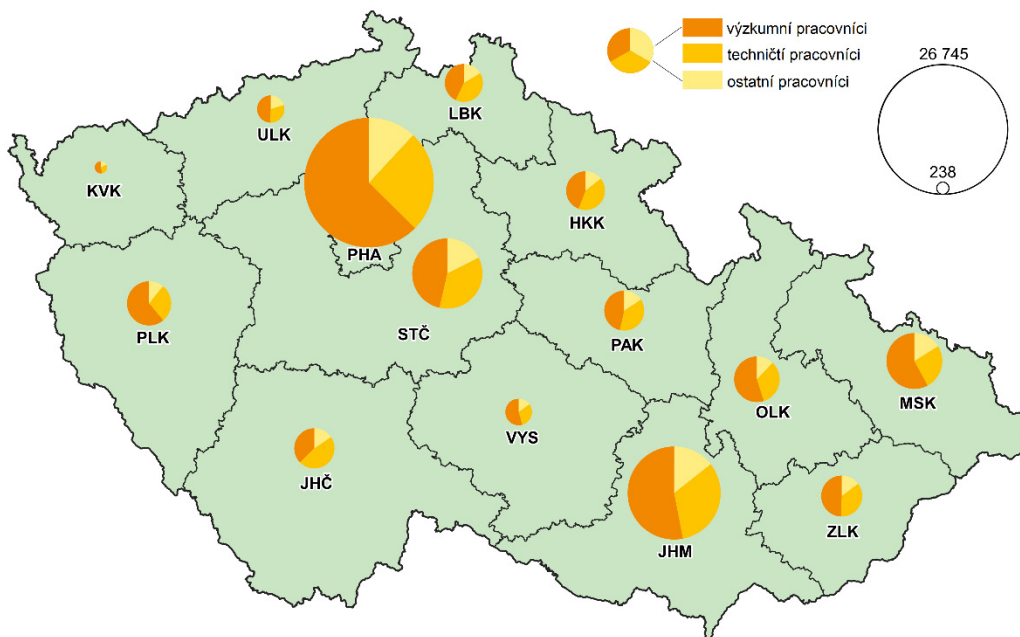 výzkumní pracovníci
techničtí pracovníci
ostatní pracovníci
26 745
238
LBK
ULK
KVK
HKK
PHA
STČ
PLK
PAK
MSK
OLK
VYS
JHČ
ZLK
JHM